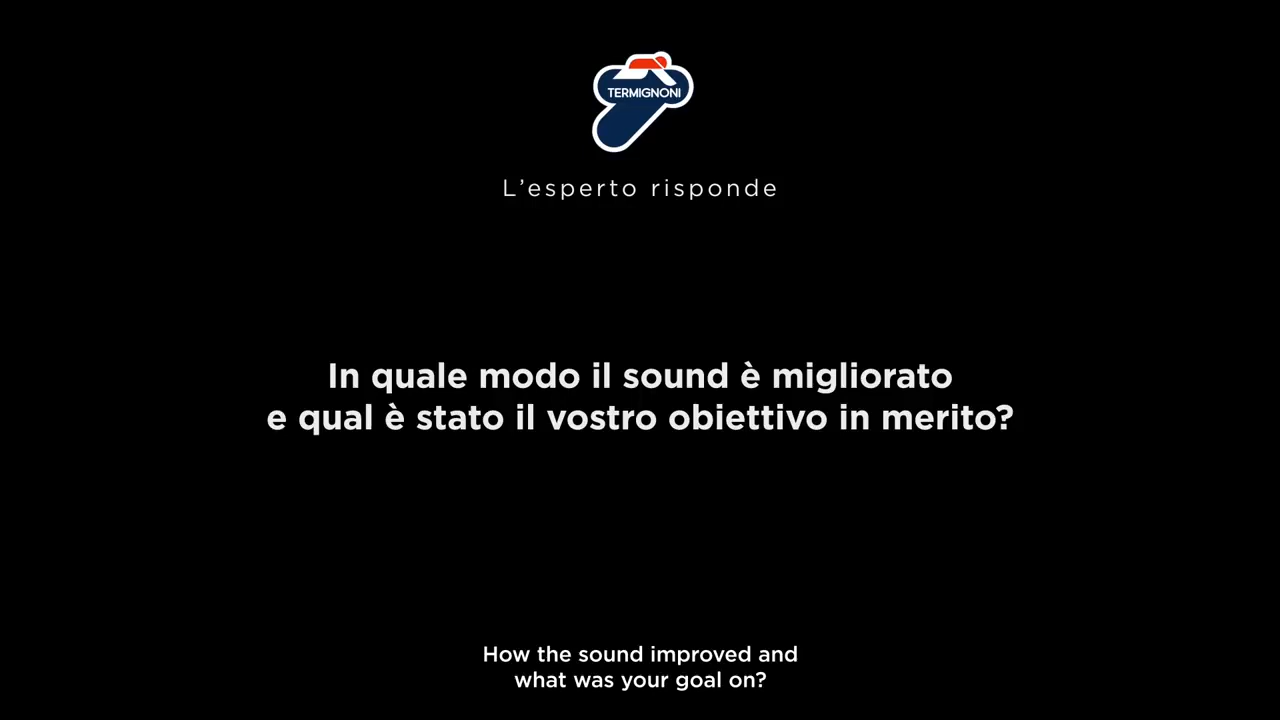 TERMIGNONI
L’esperto risponde
In quale modo il sound è migliorato
e qual è stato il vostro obiettivo in merito?
How the sound improved and
what was your goal on?